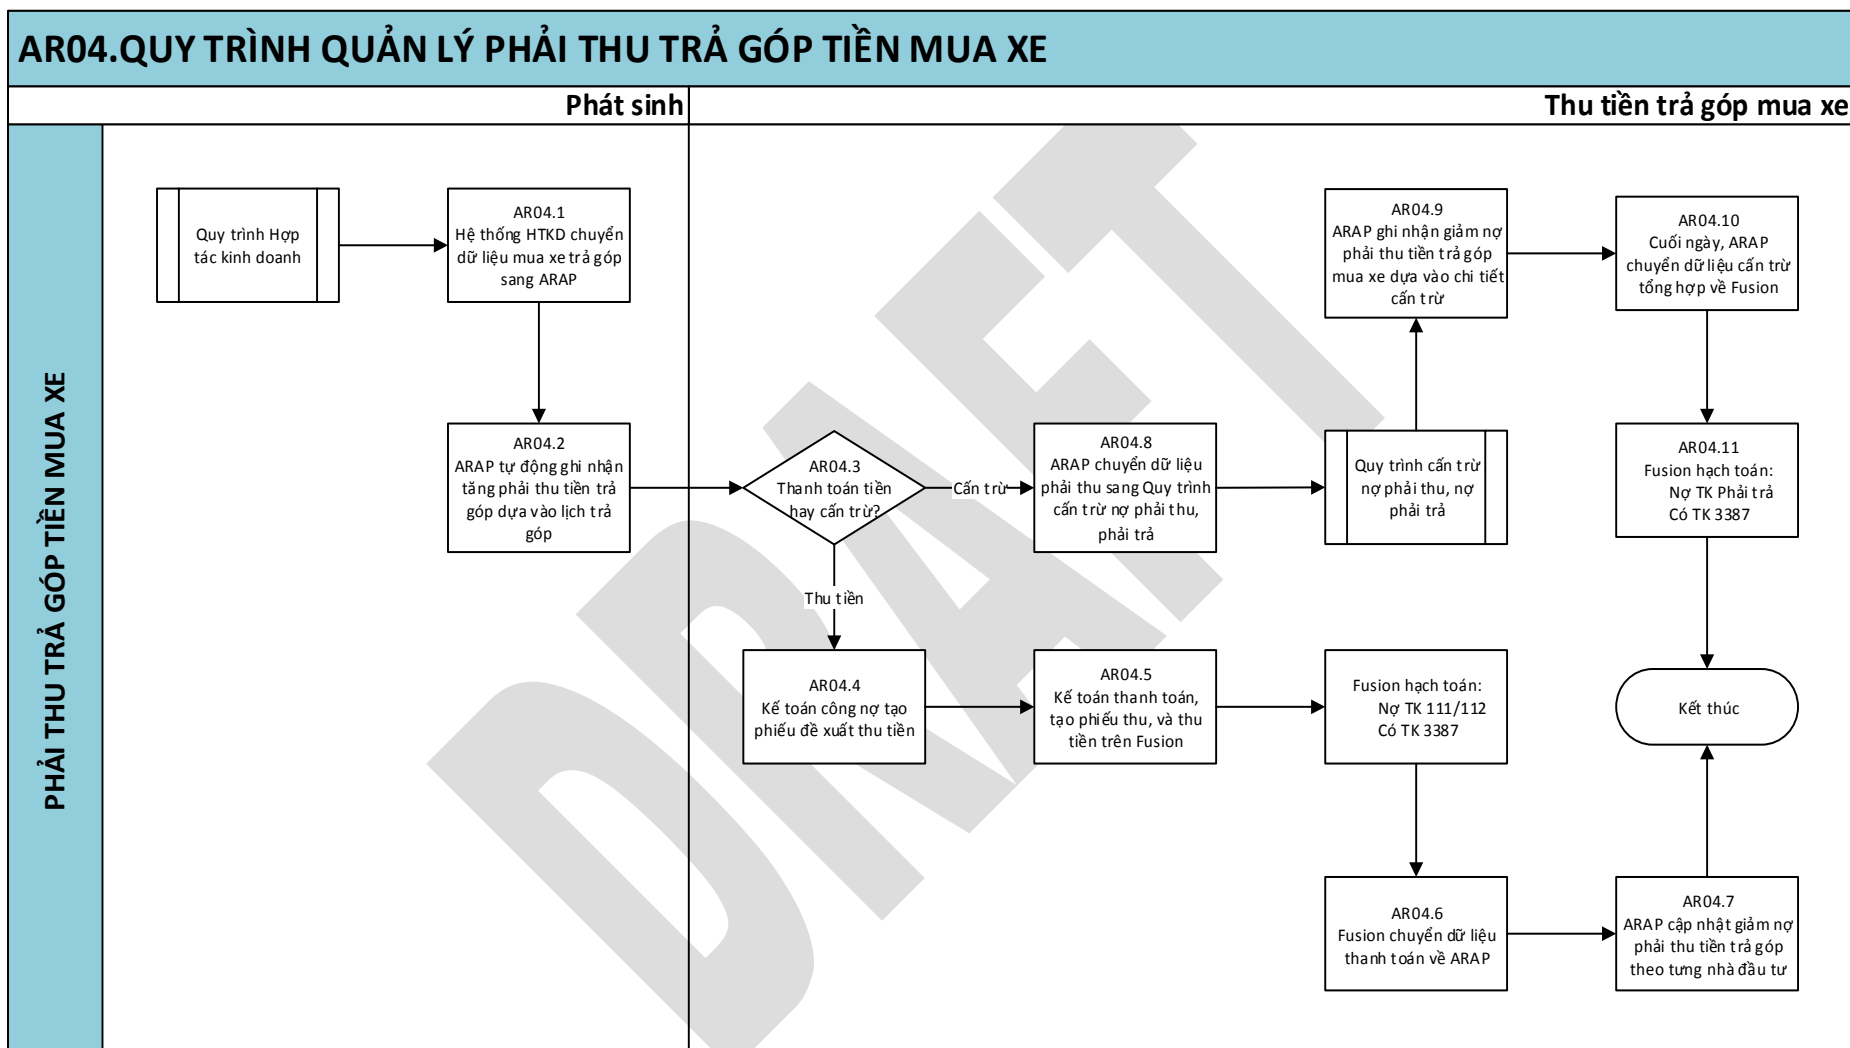 AR04.QUY TRÌNH QUẢN LÝ PHẢI THU TRẢ GÓP TIỀN MUA XE
Phát sinh
Thu tiền trả góp mua xe
PHẢI THU TRẢ GÓP TIỀN MUA XE
DRAFT
Quy trình Hợp
tác kinh doanh
AR04.1
Hệ thống HTKD chuyển
dữ liệu mua xe trả góp
sang ARAP
AR04.9
ARAP ghi nhận giảm nợ
phải thu tiền trả góp
mua xe dựa vào chi tiết
cấn trừ
AR04.10
Cuối ngày, ARAP
chuyển dữ liệu cấn trừ
tổng hợp về Fusion
AR04.2
ARAP tự động ghi nhận
tăng phải thu tiền trả
góp dựa vào lịch trả
góp
AR04.3
Thanh toán tiền
hay cấn trừ?
Cấn trừ
AR04.8
ARAP chuyển dữ liệu
phải thu sang Quy trình
cấn trừ nợ phải thu,
phải trả
Quy trình cấn trừ
nợ phải thu, nợ
phải trả
AR04.11
Fusion hạch toán:
Nợ TK Phải trả
Có TK 3387
Thu tiền
AR04.4
Kế toán công nợ tạo
phiếu đề xuất thu tiền
AR04.5
Kế toán thanh toán,
tạo phiếu thu, và thu
tiền trên Fusion
Fusion hạch toán:
Nợ TK 111/112
Có TK 3387
Kết thúc
AR04.6
Fusion chuyển dữ liệu
thanh toán về ARAP
AR04.7
ARAP cập nhật giảm nợ
phải thu tiền trả góp
theo tưng nhà đầu tư